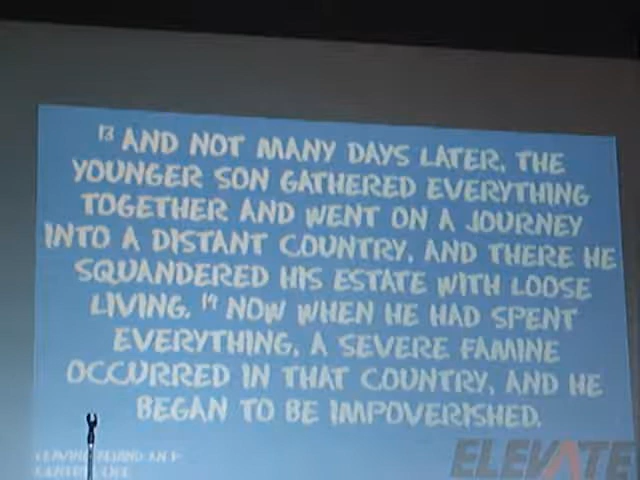 13 AND NOT MANY DAYS LATER, THE
YOUNGER SON GATHERED EVERYTHING
TOGETHER AND WENT ON A JOURNEY
INTO A DISTANT COUNTRY, AND THERE HE
SQUANDERED HIS ESTATE WITH LOOSE
LIVING. 14 NOW WHEN HE HAD SPENT
EVERYTHING, A SEVERE FAMINE
OCCURRED IN THAT COUNTRY, AND HE
BEGAN TO BE IMPOVERISHED.
ELEVATE